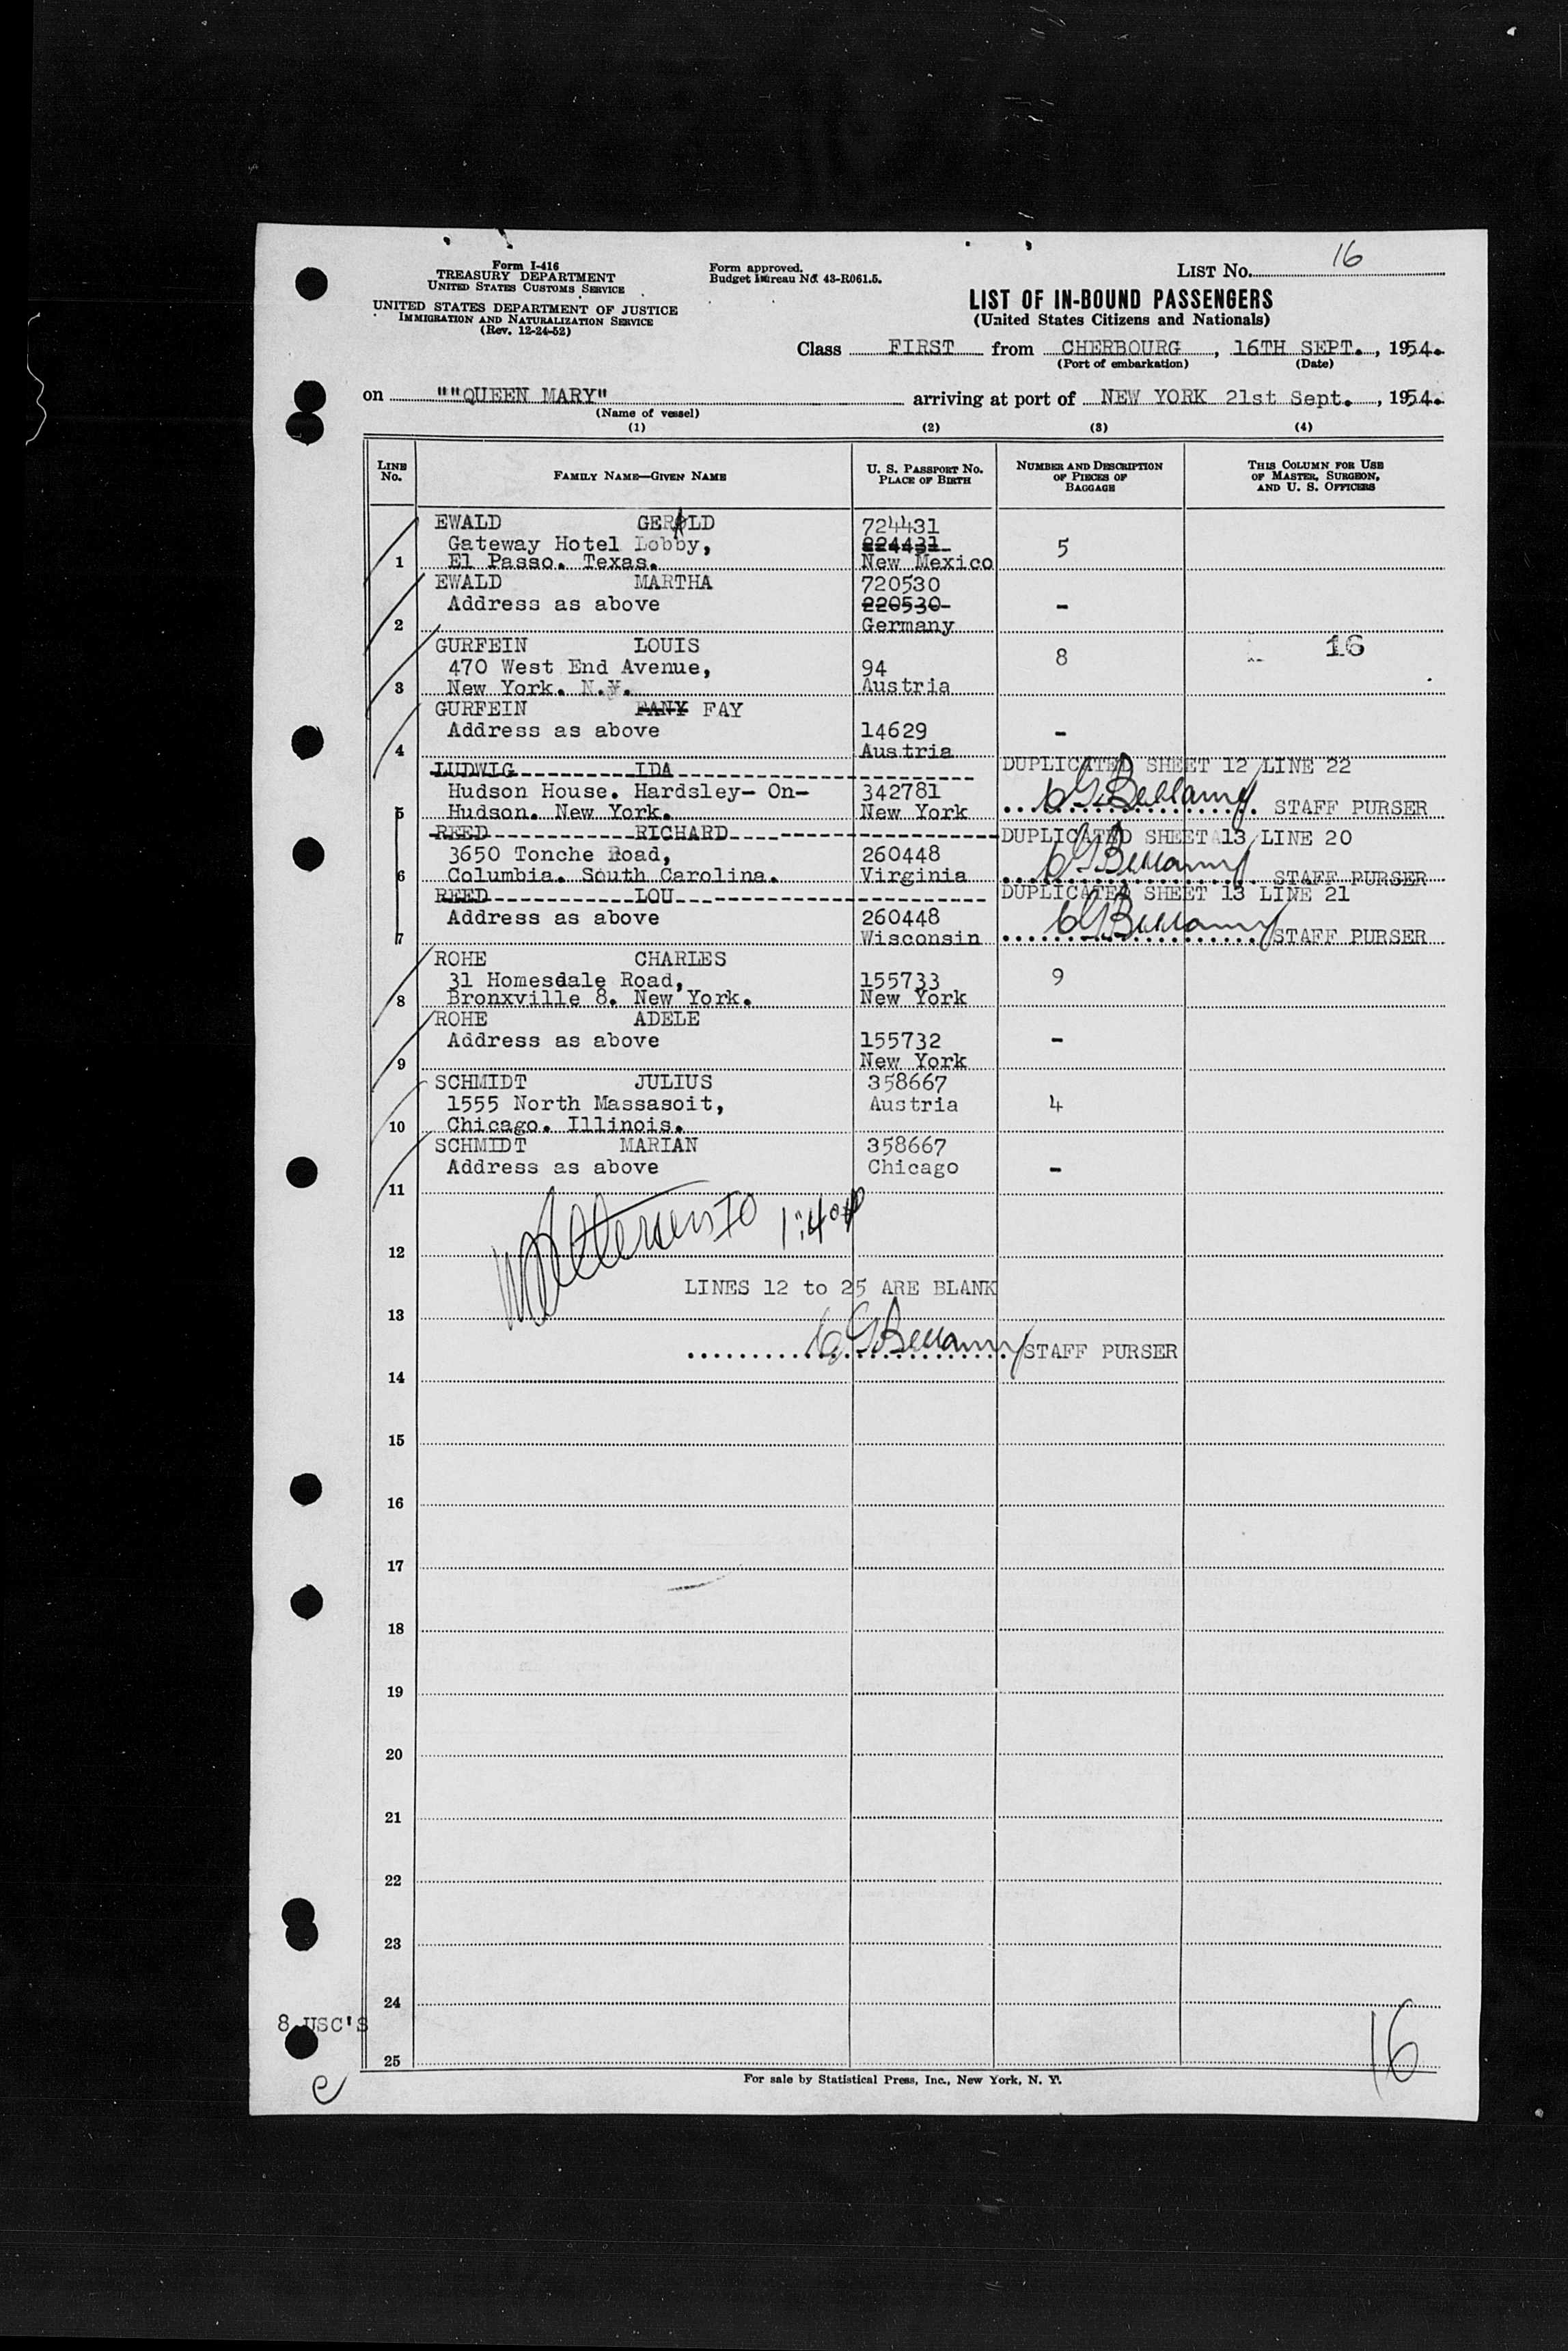 Form I-416
TREASURY DEPARTMENT
UNITED STATES CUSTOMS SERVICE
UNITED STATES DEPARTMENT OF JUSTICE
IMMIGRATION AND NATURALIZATION SERVICE
(Rev. 12-24-52)
Form approved.
Budget Bureau No. 43-R061.5.
LIST No. 16
LIST OF IN-BOUND PASSENGERS
(United States Citizens and Nationals)
Class FIRST from CHERBOURG, 16TH SEPT., 1954.
(Port of embarkation) (Date)
on ""QUEEN MARY" arriving at port of NEW YORK 21st Sept., 1954.
(Name of vessel)
(1) (2) (3) (4)
LINE No. FAMILY NAME—GIVEN NAME U. S. PASSPORT NO. PLACE OF BIRTH NUMBER AND DESCRIPTION OF PIECES OF BAGGAGE THIS COLUMN FOR USE OF MASTER, SURGEON, AND U. S. OFFICERS
EWALD GERALD 724431
Gateway Hotel Lobby, 224431 5
1 El Paso. Texas. New Mexico
EWALD MARTHA 720530
Address as above 220530 -
2 Germany
GURFEIN LOUIS 16
470 West End Avenue, 94 8
3 New York. N.Y. Austria
GURFEIN FANY FAY
Address as above 14629 -
4 Austria
LUDWIG IDA DUPLICATED SHEET 12 LINE 22
Hudson House. Hardsley- On- 342781 CGBellamy
5 Hudson. New York. New York STAFF PURSER
REED RICHARD DUPLICATED SHEET 13 LINE 20
3650 Tonche Road, 260448 CGBellamy
6 Columbia. South Carolina. Virginia STAFF PURSER
REED LOU DUPLICATED SHEET 13 LINE 21
Address as above 260448 CGBellamy
7 Wisconsin STAFF PURSER
ROHE CHARLES
31 Homesdale Road, 155733 9
8 Bronxville 8. New York. New York
ROHE ADELE
Address as above 155732 -
9 New York
SCHMIDT JULIUS 358667
1555 North Massasoit, Austria 4
10 Chicago. Illinois.
SCHMIDT MARIAN 358667
Address as above Chicago -
11
12
LINES 12 to 25 ARE BLANK
13
CGBellamy STAFF PURSER
14
15
16
17
18
19
20
21
22
23
24
8 USC'S
25
16
For sale by Statistical Press, Inc., New York, N. Y.